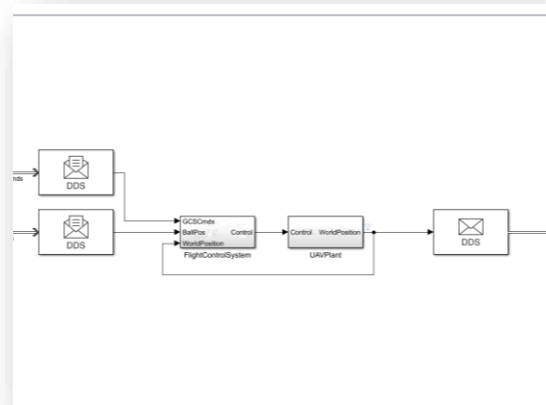 DDS
DDS
GCSCmds
BallPos Control
WorldPosition
FlightControlSystem
Control WorldPosition
UAVPlant
DDS